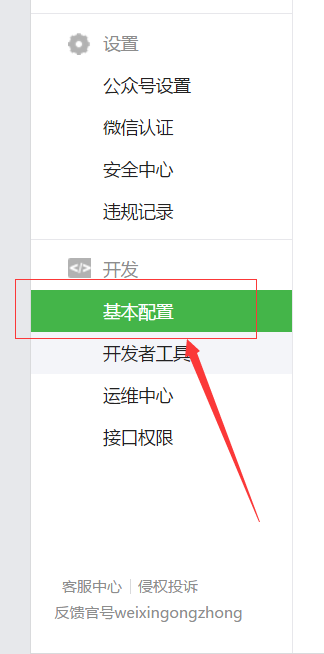 设置
公众号设置
微信认证
安全中心
违规记录
</> 开发
基本配置
开发者工具
运维中心
接口权限
客服中心 | 侵权投诉
反馈官号weixingongzhong